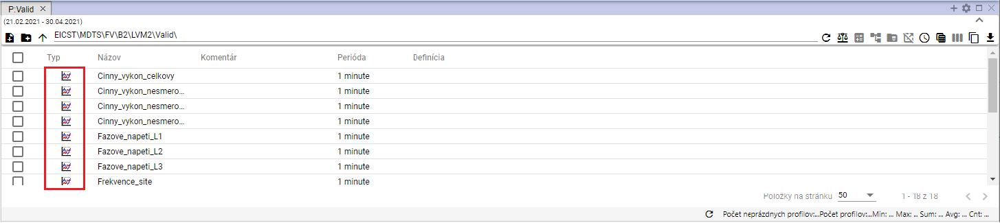 P:Valid
(21.02.2021 - 30.04.2021)
EICST\MDTS\FV\B2\LVM2\Valid\
Typ Názov Komentár Perióda Definícia
Cinny_vykon_celkovy 1 minute
Cinny_vykon_nesmero... 1 minute
Cinny_vykon_nesmero... 1 minute
Cinny_vykon_nesmero... 1 minute
Fazove_napeti_L1 1 minute
Fazove_napeti_L2 1 minute
Fazove_napeti_L3 1 minute
Frekvence_site 1 minute
Položky na stránku 50 1 - 18 z 18
Počet neprázdnych profilov:...Počet profilov:...Min: ... Max: ... Sum: ... Avg: ... Cnt: ...